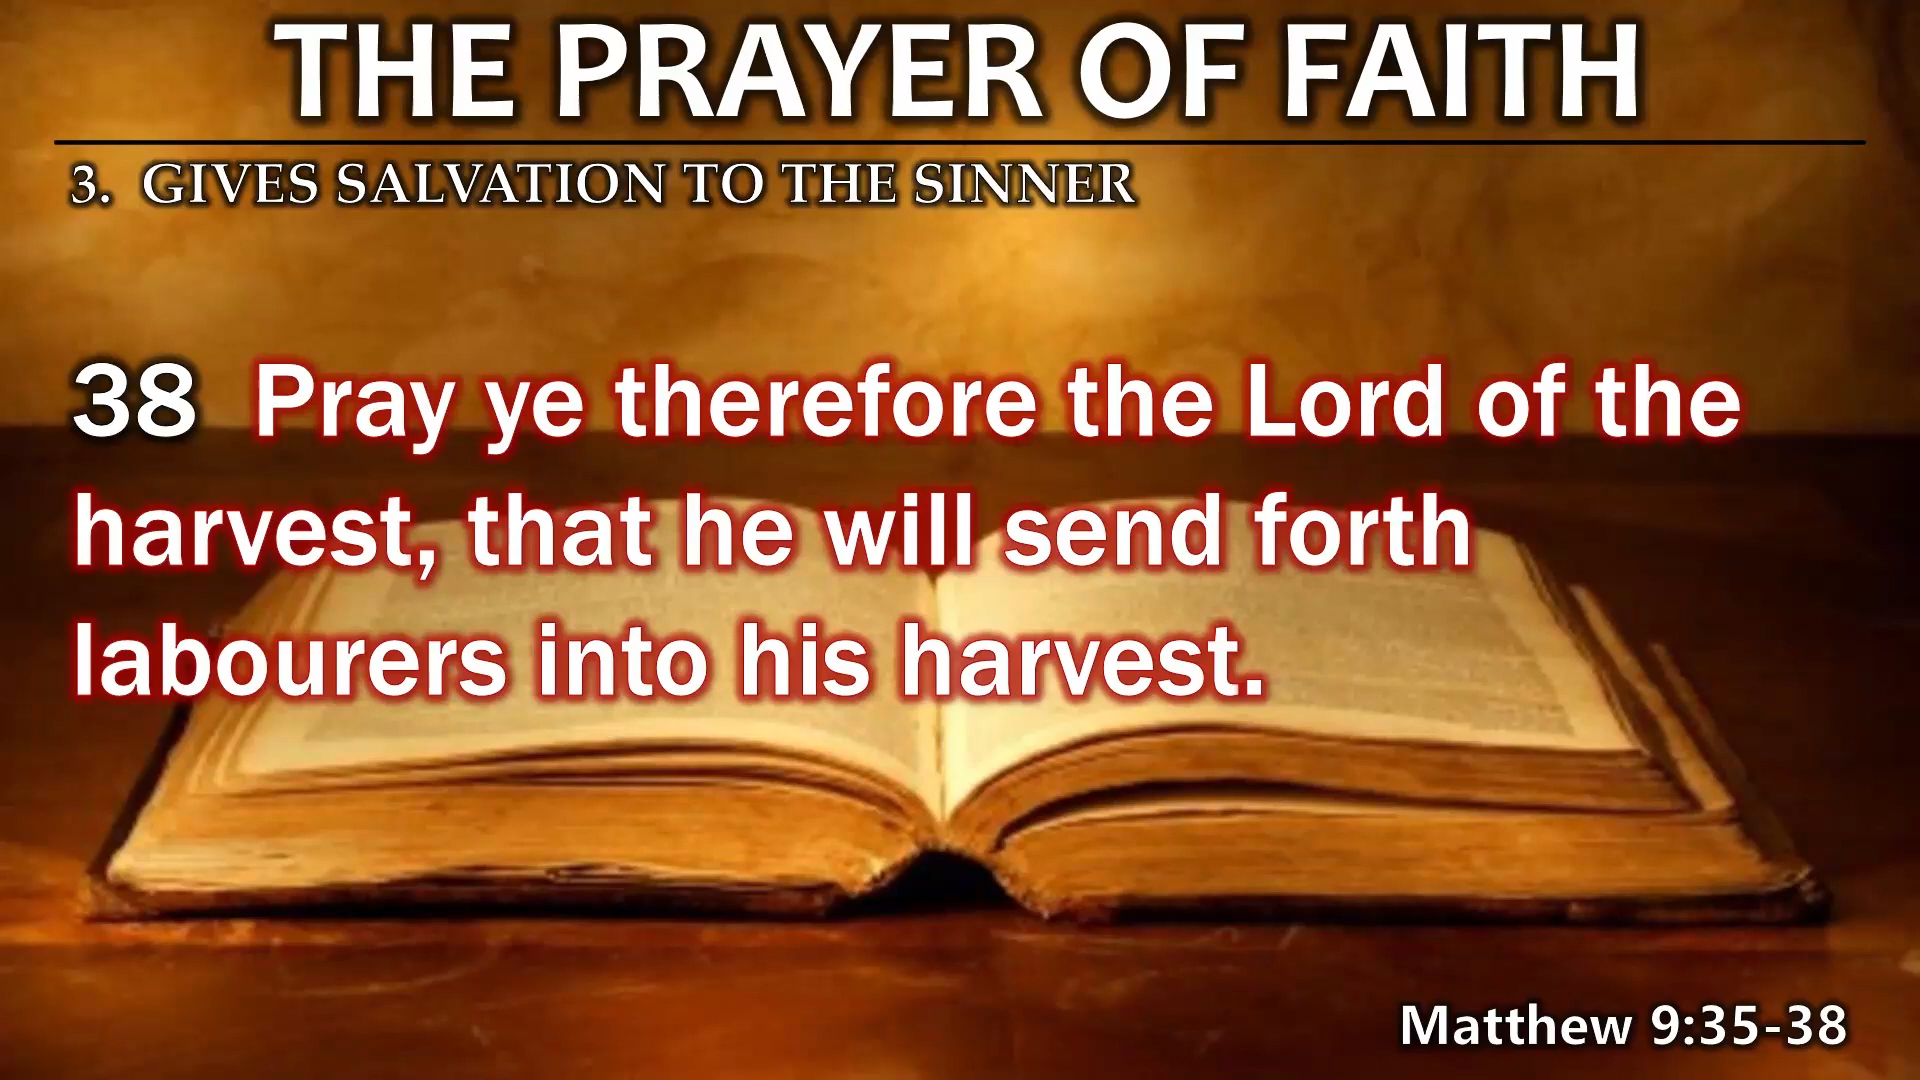 THE PRAYER OF FAITH
3. GIVES SALVATION TO THE SINNER
38 Pray ye therefore the Lord of the
harvest, that he will send forth
labourers into his harvest.
Matthew 9:35-38